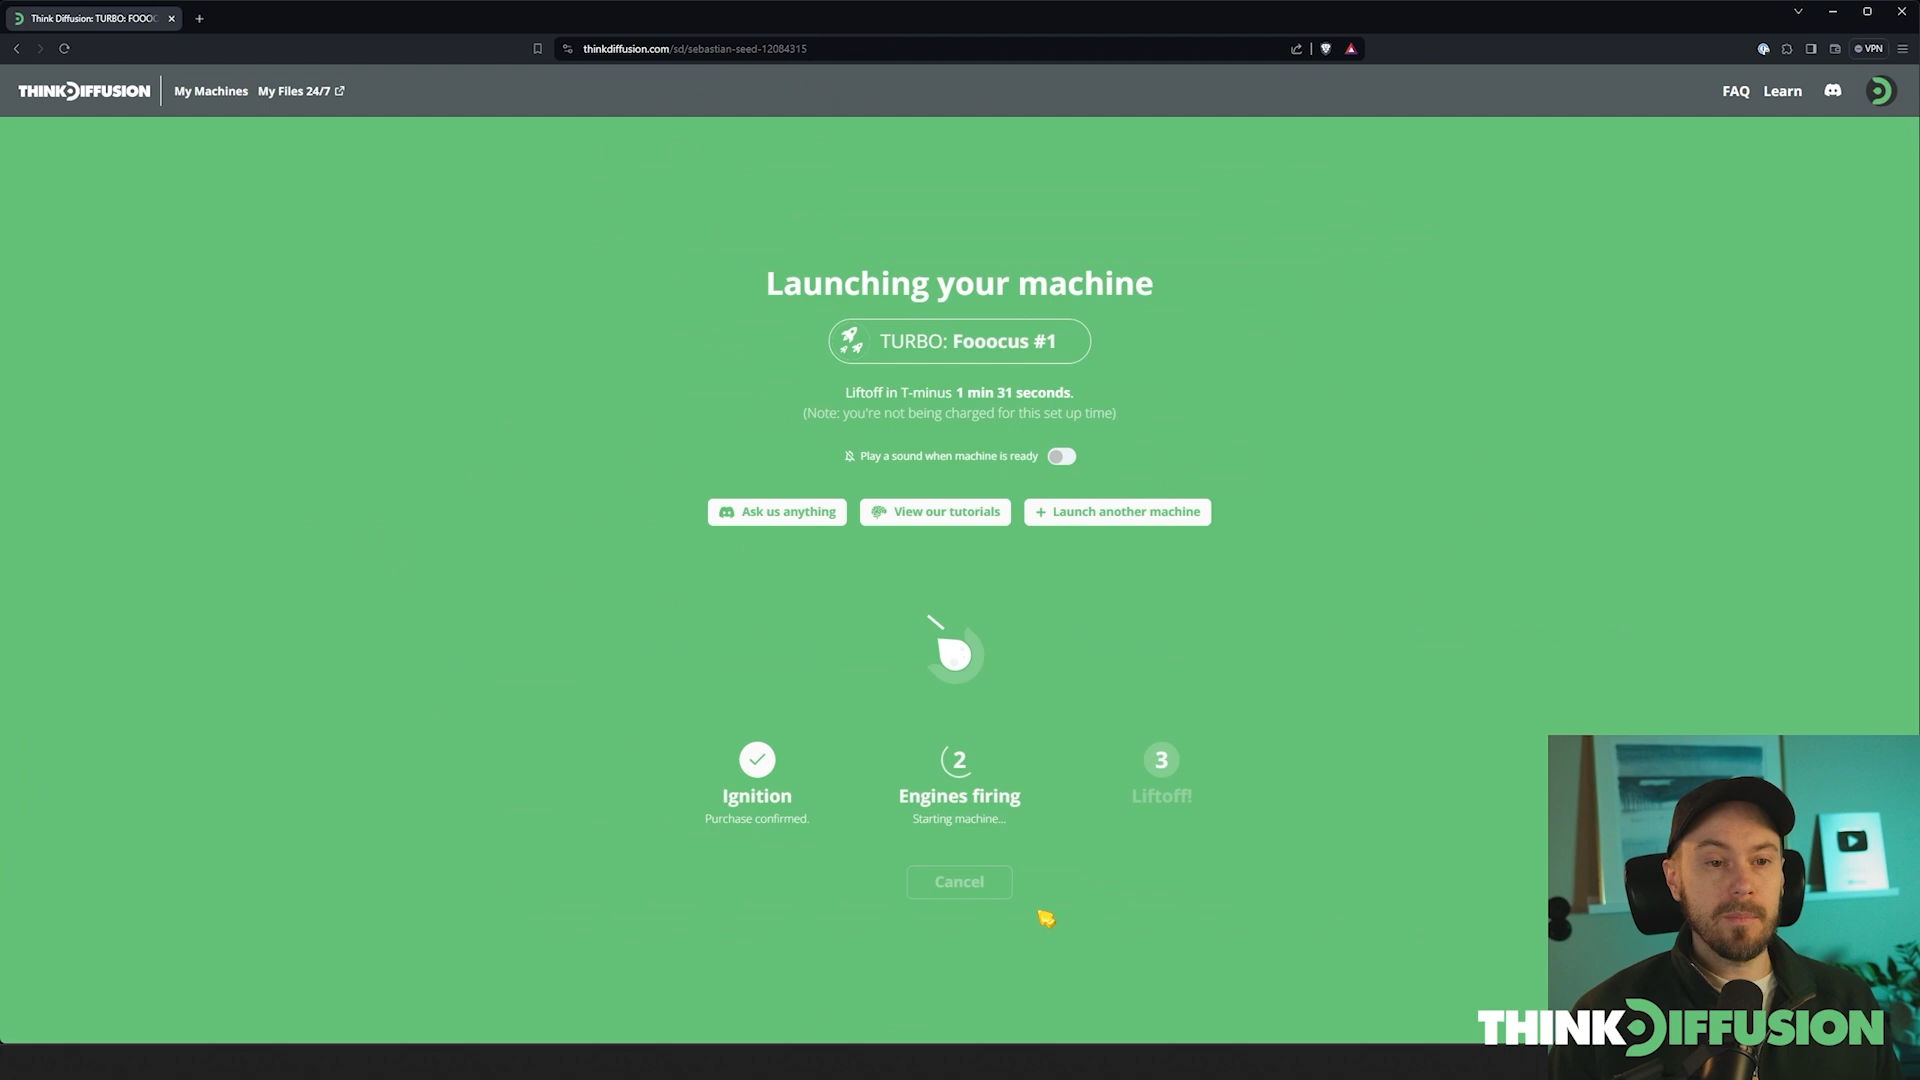 Think Diffusion: TURBO: FOOOC
thinkdiffusion.com/sd/sebastian-seed-12084315
VPN
THINKDIFFUSION
My Machines
My Files 24/7
FAQ
Learn
Launching your machine
TURBO: Fooocus #1
Liftoff in T-minus 1 min 31 seconds.
(Note: you're not being charged for this set up time)
Play a sound when machine is ready
Ask us anything
View our tutorials
+ Launch another machine
2
3
Ignition
Engines firing
Liftoff!
Purchase confirmed.
Starting machine...
Cancel
THINKDIFFUSION